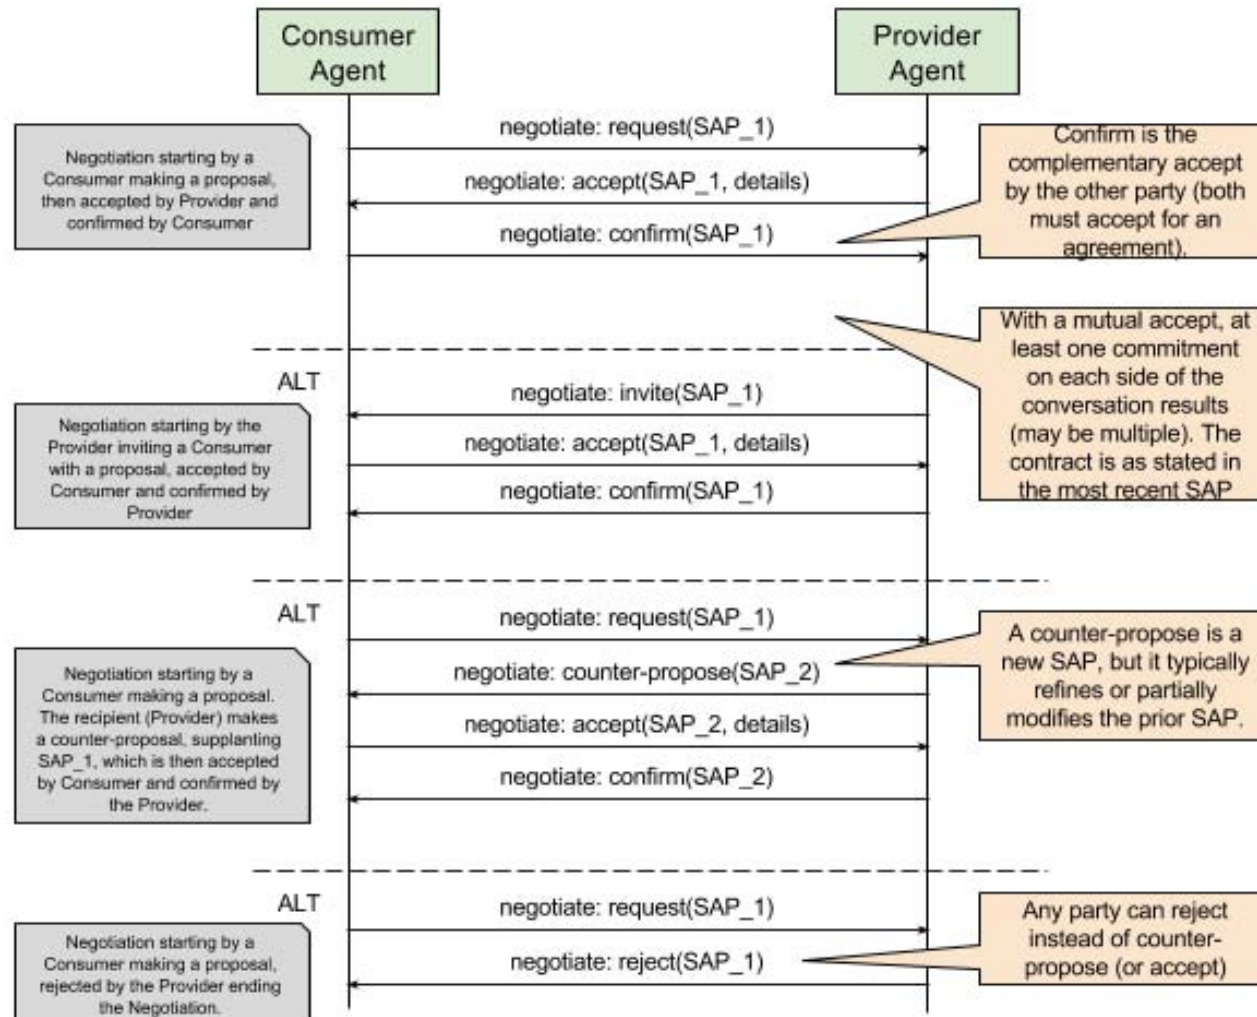 Consumer
Agent
Provider
Agent
negotiate: request(SAP_1)
Negotiation starting by a
Consumer making a proposal,
then accepted by Provider and
confirmed by Consumer
negotiate: accept(SAP_1, details)
negotiate: confirm(SAP_1)
Confirm is the
complementary accept
by the other party (both
must accept for an
agreement).
With a mutual accept, at
least one commitment
on each side of the
conversation results
(may be multiple). The
contract is as stated in
the most recent SAP
ALT
negotiate: invite(SAP_1)
Negotiation starting by the
Provider inviting a Consumer
with a proposal, accepted by
Consumer and confirmed by
Provider
negotiate: accept(SAP_1, details)
negotiate: confirm(SAP_1)
ALT
negotiate: request(SAP_1)
negotiate: counter-propose(SAP_2)
Negotiation starting by a
Consumer making a proposal.
The recipient (Provider) makes
a counter-proposal, supplanting
SAP_1, which is then accepted
by Consumer and confirmed by
the Provider.
negotiate: accept(SAP_2, details)
negotiate: confirm(SAP_2)
A counter-propose is a
new SAP, but it typically
refines or partially
modifies the prior SAP.
ALT
negotiate: request(SAP_1)
Negotiation starting by a
Consumer making a proposal,
rejected by the Provider ending
the Negotiation.
negotiate: reject(SAP_1)
Any party can reject
instead of counter-
propose (or accept)